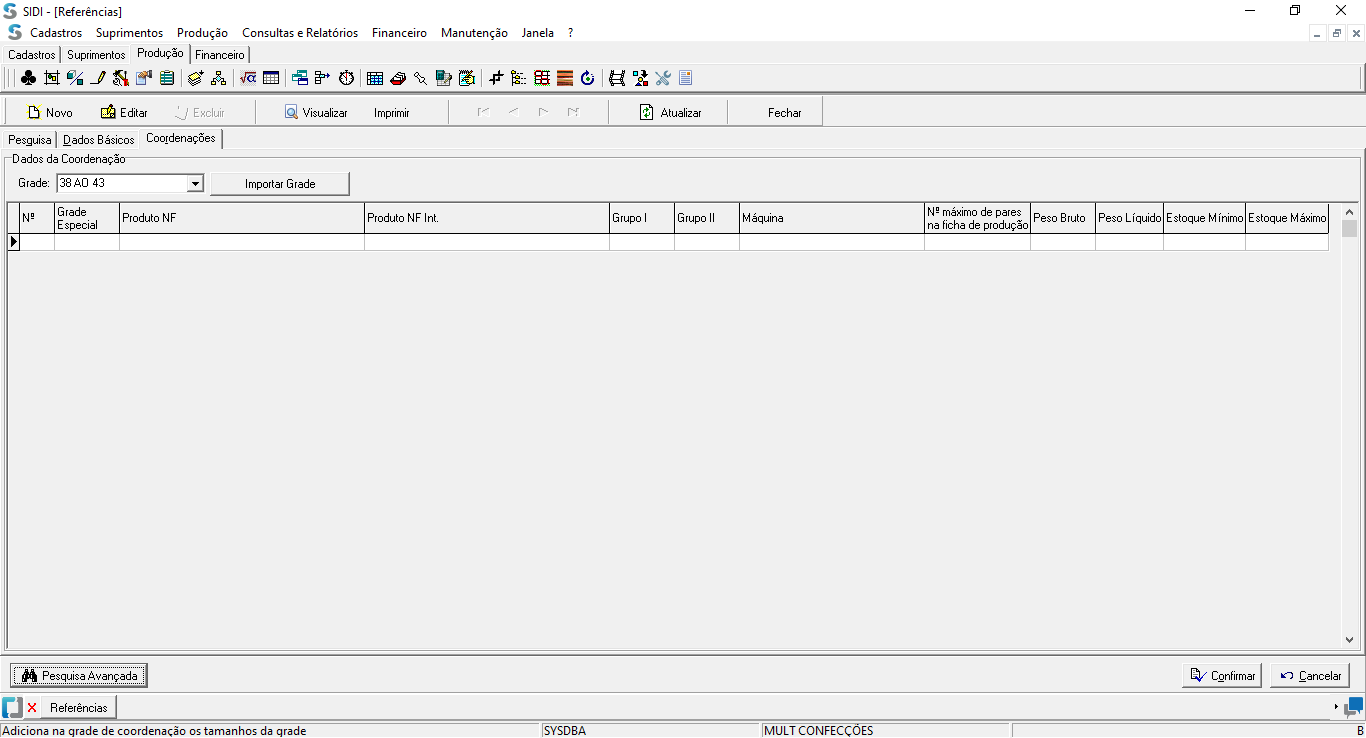 SIDI - [Referências]
Cadastros Suprimentos Produção Consultas e Relatórios Financeiro Manutenção Janela ?
Cadastros Suprimentos Produção Financeiro
Novo Editar Excluir Visualizar Imprimir Atualizar Fechar
Pesquisa Dados Básicos Coordenações
Dados da Coordenação
Grade: 38 AO 43 Importar Grade
Nº Grade Especial Produto NF Produto NF Int. Grupo I Grupo II Máquina Nº máximo de pares na ficha de produção Peso Bruto Peso Líquido Estoque Mínimo Estoque Máximo
Pesquisa Avançada Confirmar Cancelar
Referências
Adiciona na grade de coordenação os tamanhos da grade SYSDBA MULT CONFECÇÕES B